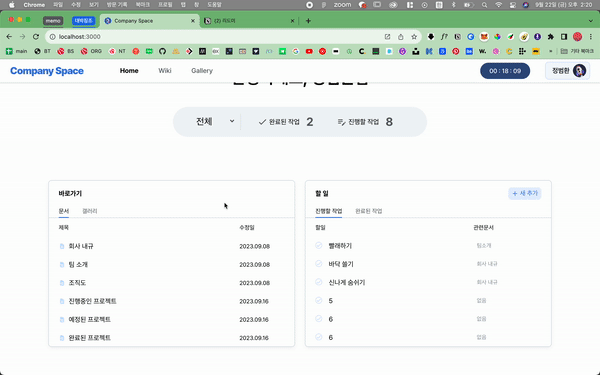 Chrome 파일 수정 보기 방문 기록 북마크 프로필 탭 창 도움말 zoom 9월 22일 (금) 오후 2:20
memo 대박징조 Company Space (2) 리드미
localhost:3000
main BT BS ORG NT 기타 북마크
Company Space Home Wiki Gallery 00 : 18 : 09 정범환
전체 완료된 작업 2 진행할 작업 8
바로가기
문서 갤러리
제목 수정일
회사 내규 2023.09.08
팀 소개 2023.09.08
조직도 2023.09.08
진행중인 프로젝트 2023.09.16
예정된 프로젝트 2023.09.16
완료된 프로젝트 2023.09.16
할 일 + 새 추가
진행할 작업 완료된 작업
할일 관련문서
빨래하기 팀소개
바닥 쓸기 회사 내규
신나게 숨쉬기 회사 내규
5 없음
6 없음
6 없음